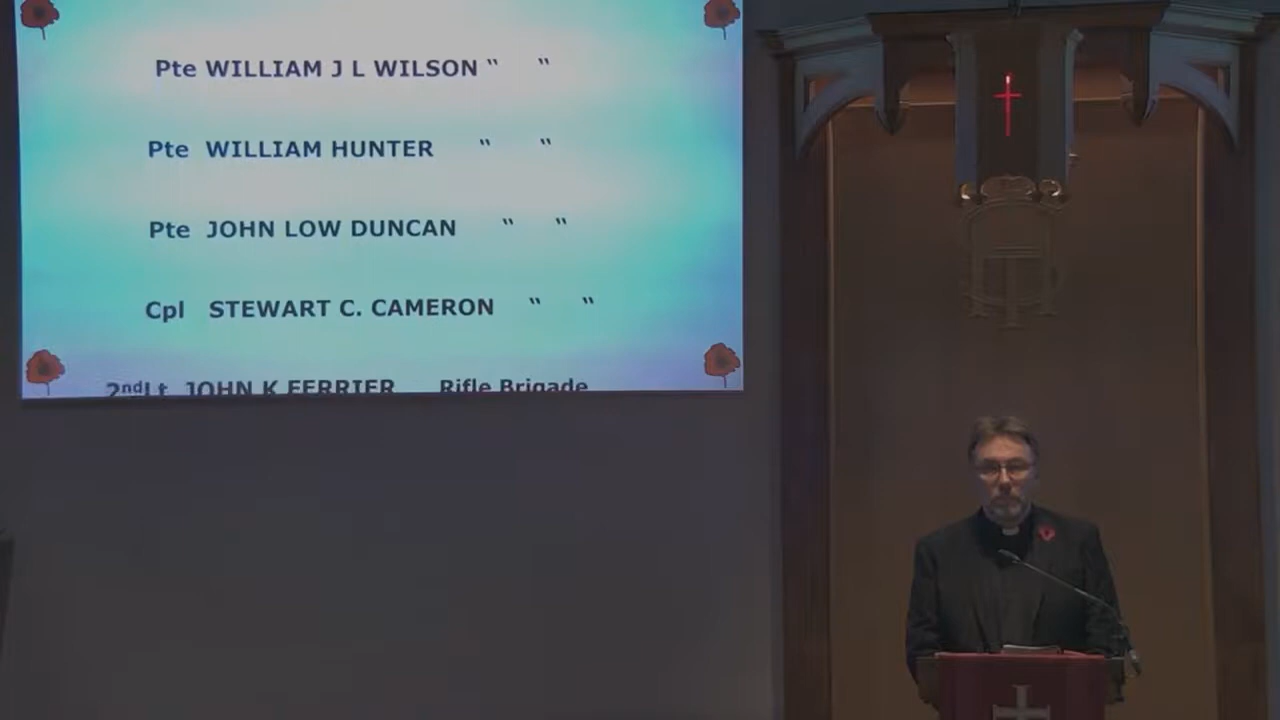 Pte WILLIAM J L WILSON " "
Pte WILLIAM HUNTER " "
Pte JOHN LOW DUNCAN " "
Cpl STEWART C. CAMERON " "
2nd Lt JOHN K FERRIER Rifle Brigade